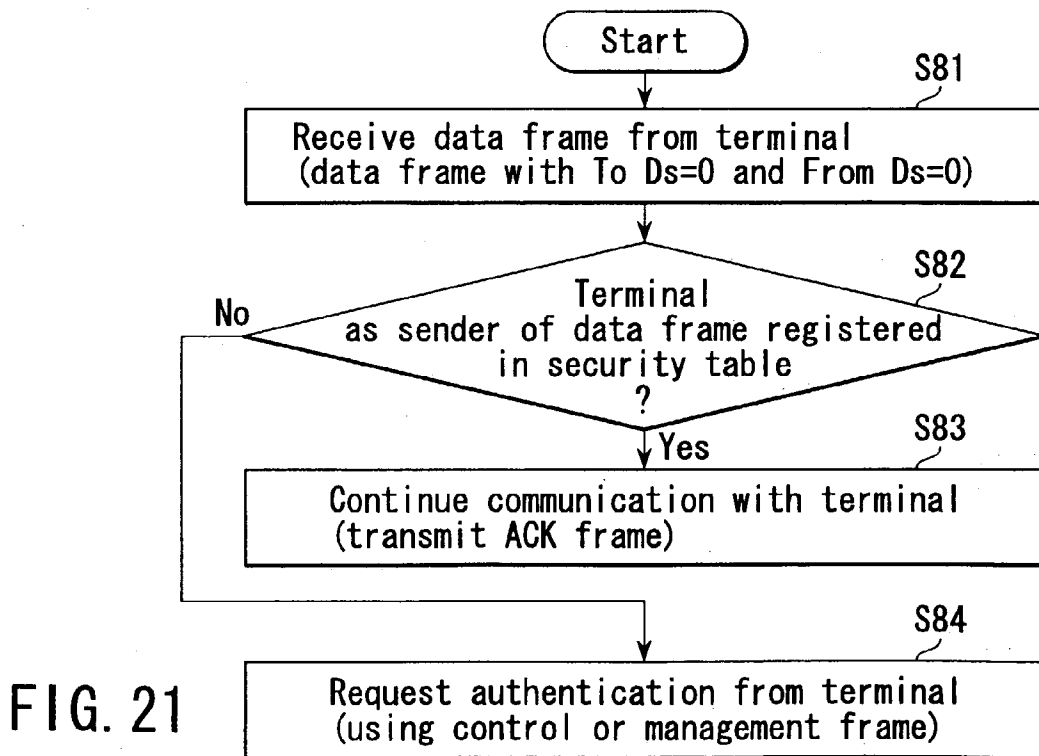 Start
S81
Receive data frame from terminal
(data frame with To Ds=0 and From Ds=0)
S82
No
Terminal
as sender of data frame registered
in security table
?
Yes
S83
Continue communication with terminal
(transmit ACK frame)
S84
Request authentication from terminal
(using control or management frame)
FIG. 21